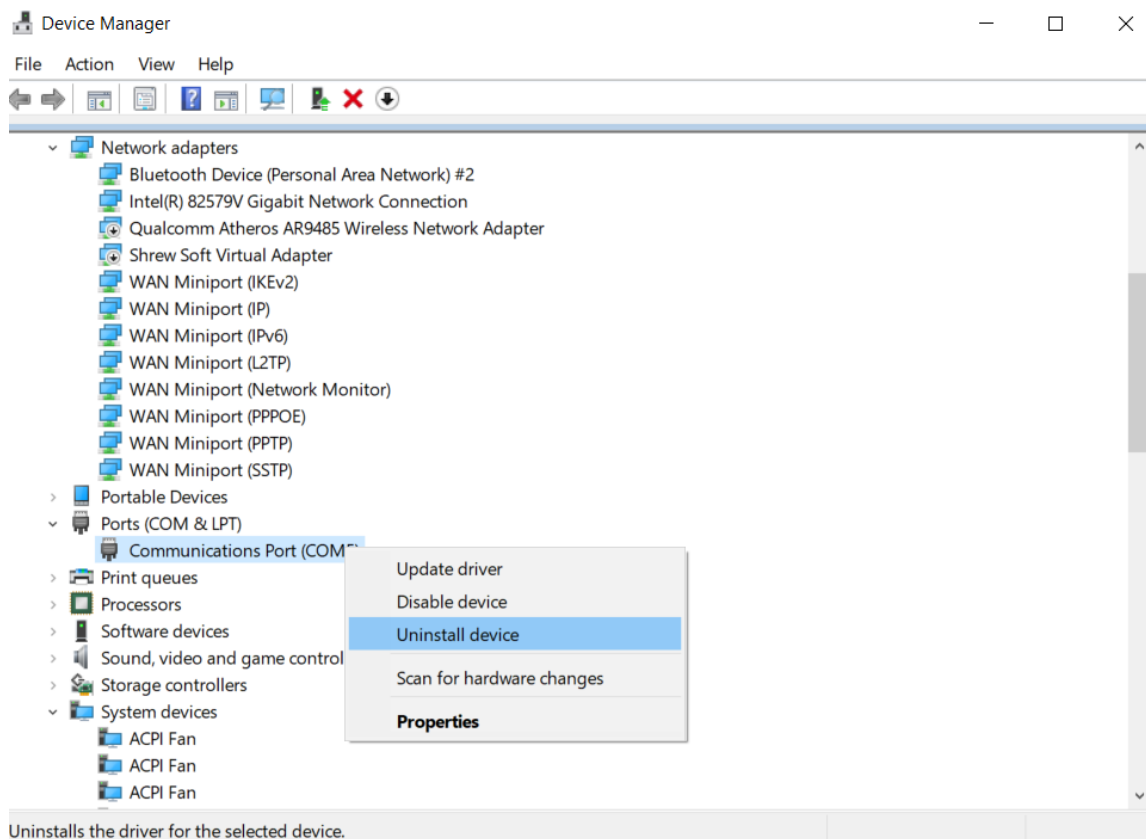 Device Manager
File Action View Help
Network adapters
Bluetooth Device (Personal Area Network) #2
Intel(R) 82579V Gigabit Network Connection
Qualcomm Atheros AR9485 Wireless Network Adapter
Shrew Soft Virtual Adapter
WAN Miniport (IKEv2)
WAN Miniport (IP)
WAN Miniport (IPv6)
WAN Miniport (L2TP)
WAN Miniport (Network Monitor)
WAN Miniport (PPPOE)
WAN Miniport (PPTP)
WAN Miniport (SSTP)
Portable Devices
Ports (COM & LPT)
Communications Port
Update driver
Disable device
Uninstall device
Scan for hardware changes
Properties
Print queues
Processors
Software devices
Sound, video and game control
Storage controllers
System devices
ACPI Fan
ACPI Fan
ACPI Fan
Uninstalls the driver for the selected device.